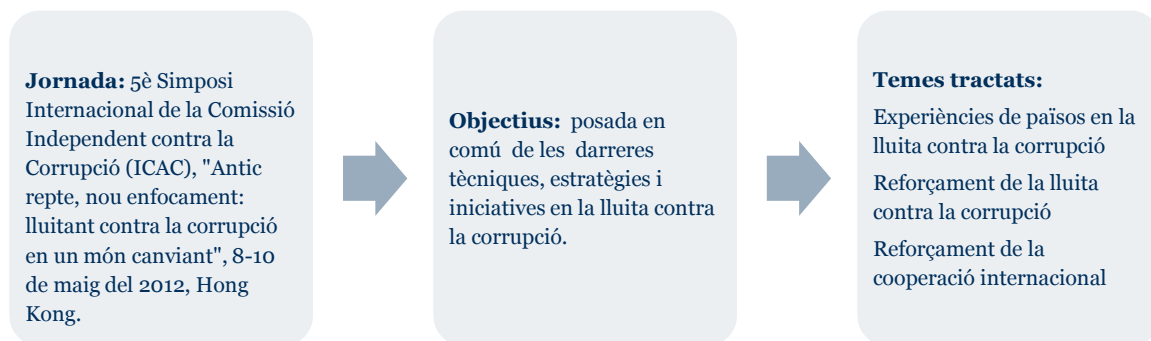 Jornada: 5è Simposi
Internacional de la Comissió
Independent contra la
Corrupció (ICAC), "Antic
repte, nou enfocament:
lluitant contra la corrupció
en un món canviant", 8-10
de maig del 2012, Hong
Kong.
Objectius: posada en
comú de les darreres
tècniques, estratègies i
iniciatives en la lluita contra
la corrupció.
Temes tractats:
Experiències de països en la
lluita contra la corrupció
Reforçament de la lluita
contra la corrupció
Reforçament de la
cooperació internacional